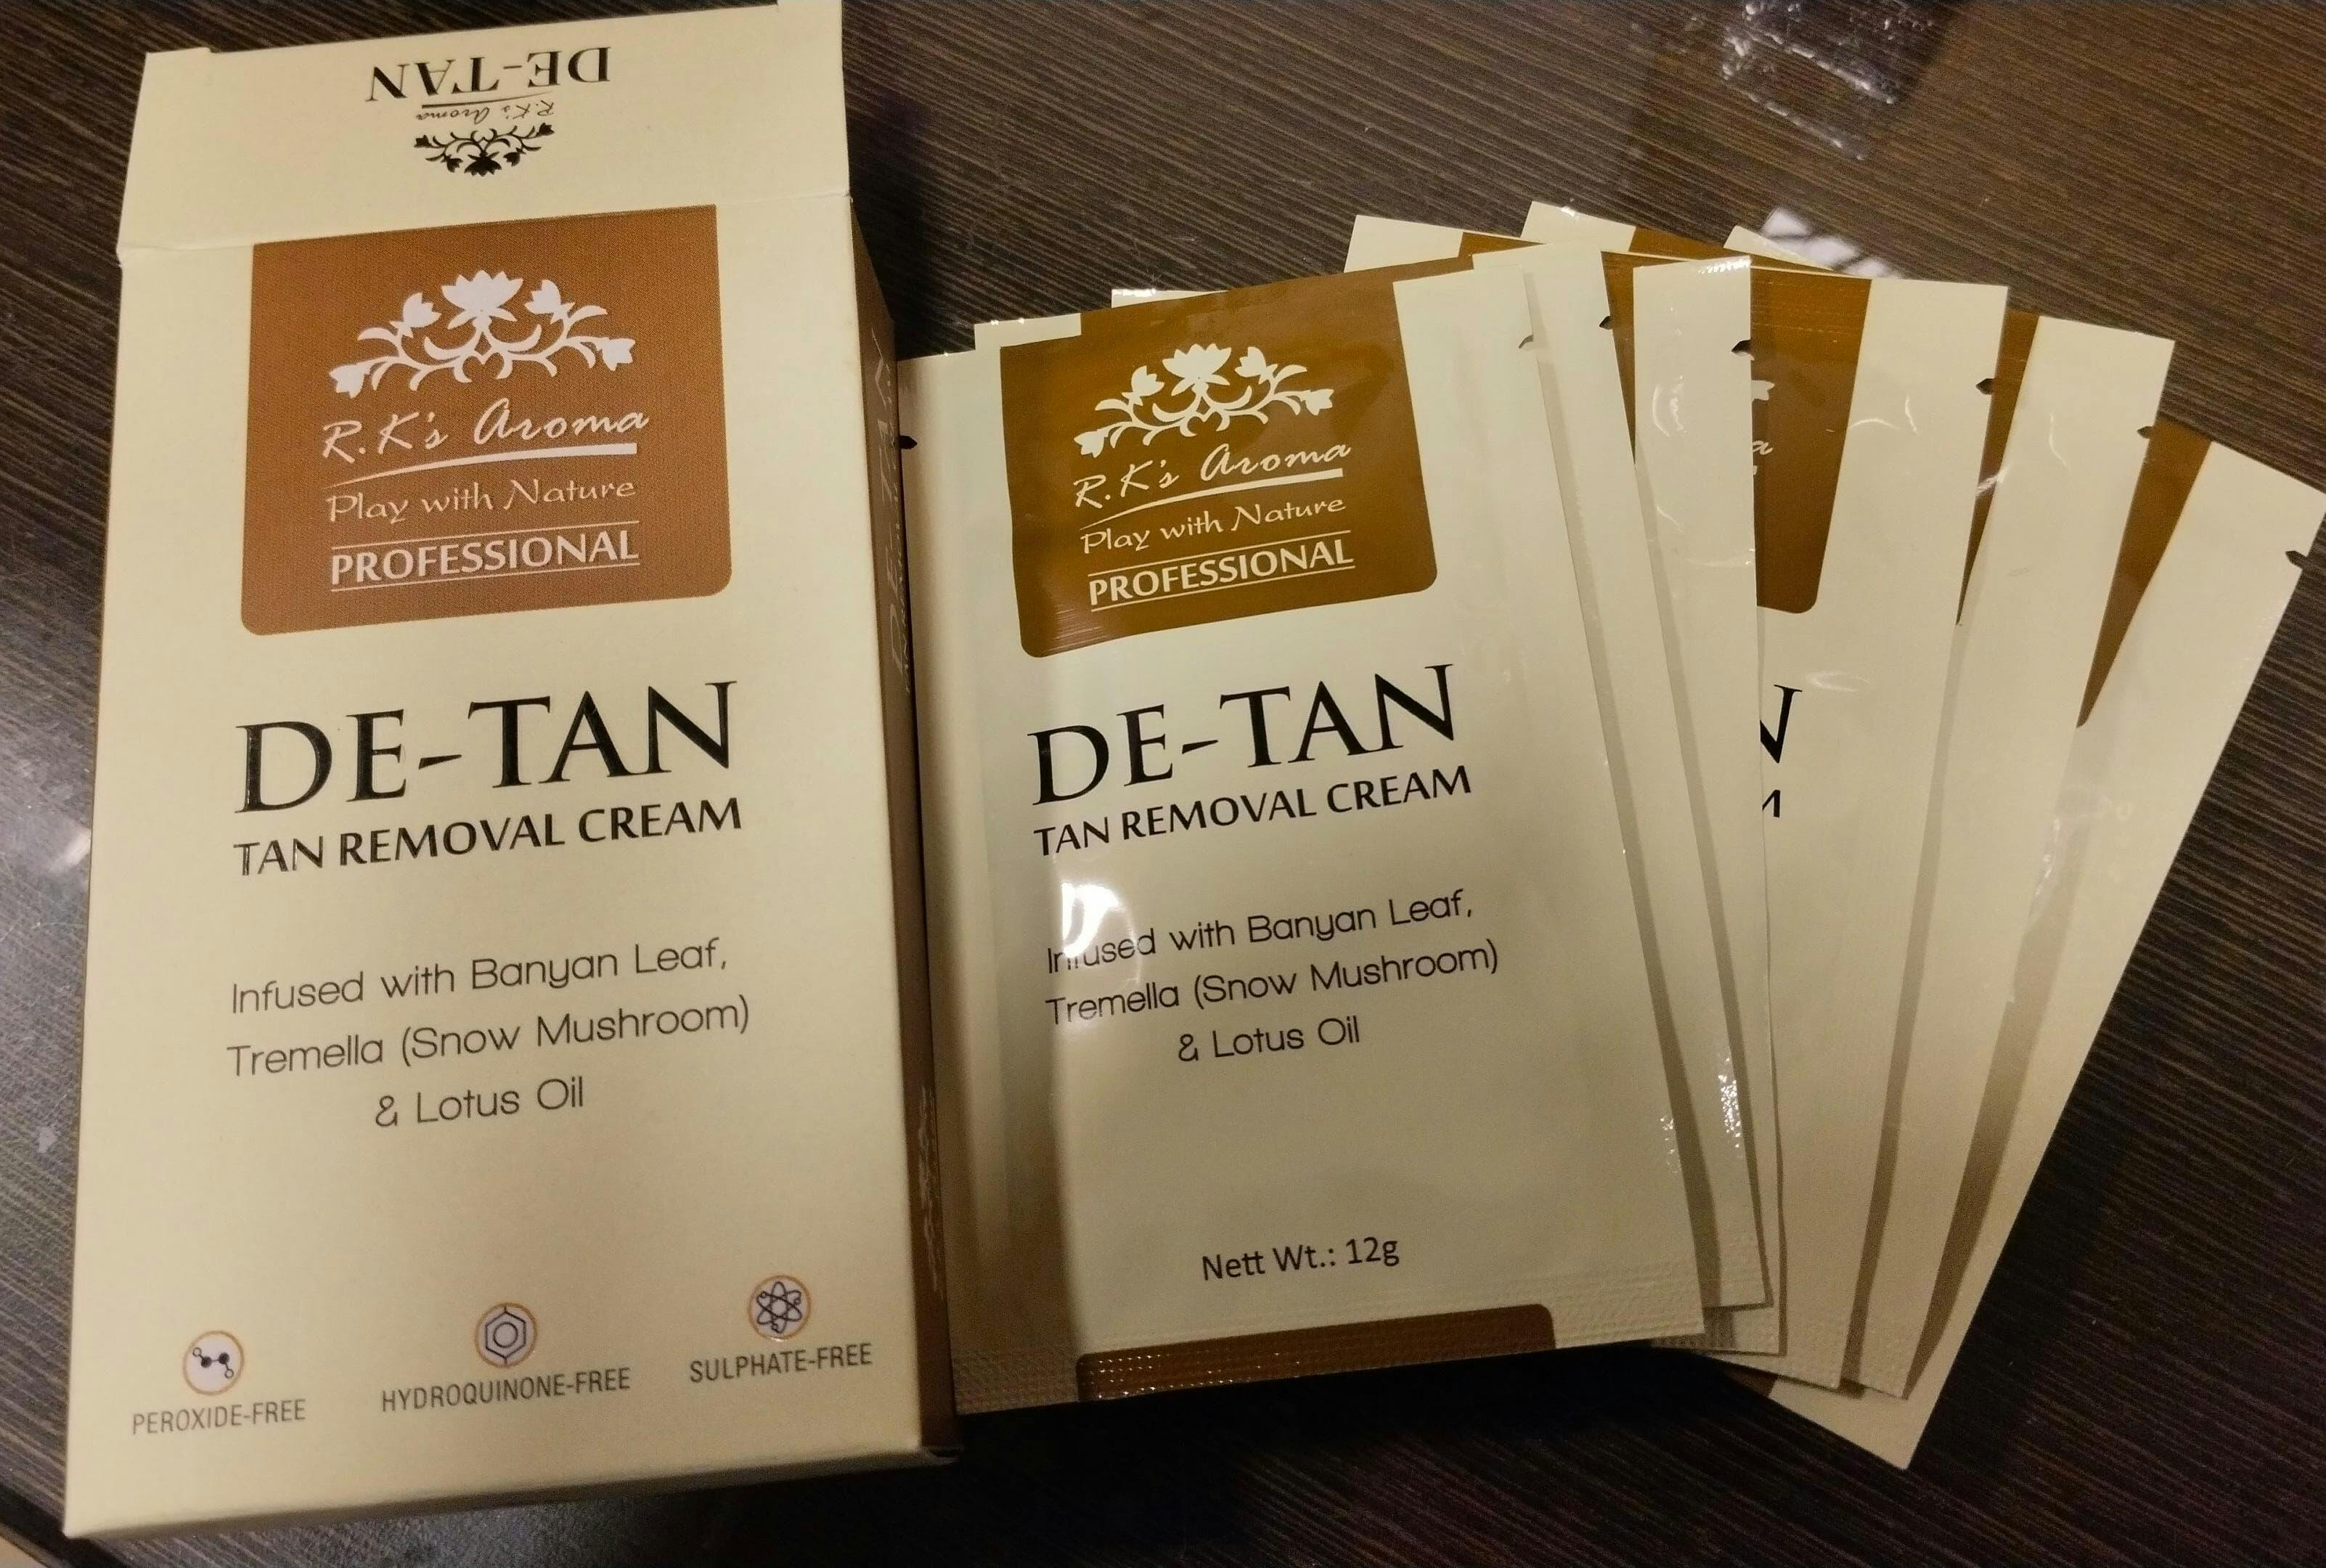 DE-TAN
R.K's Aroma
R.K's Aroma
Play with Nature
PROFESSIONAL
DE-TAN
TAN REMOVAL CREAM
Infused with Banyan Leaf,
Tremella (Snow Mushroom)
& Lotus Oil
PEROXIDE-FREE
HYDROQUINONE-FREE
SULPHATE-FREE
DE-TAN
R.K's Aroma
Play with Nature
PROFESSIONAL
DE-TAN
TAN REMOVAL CREAM
Infused with Banyan Leaf,
Tremella (Snow Mushroom)
& Lotus Oil
Nett Wt.: 12g
a
N
M